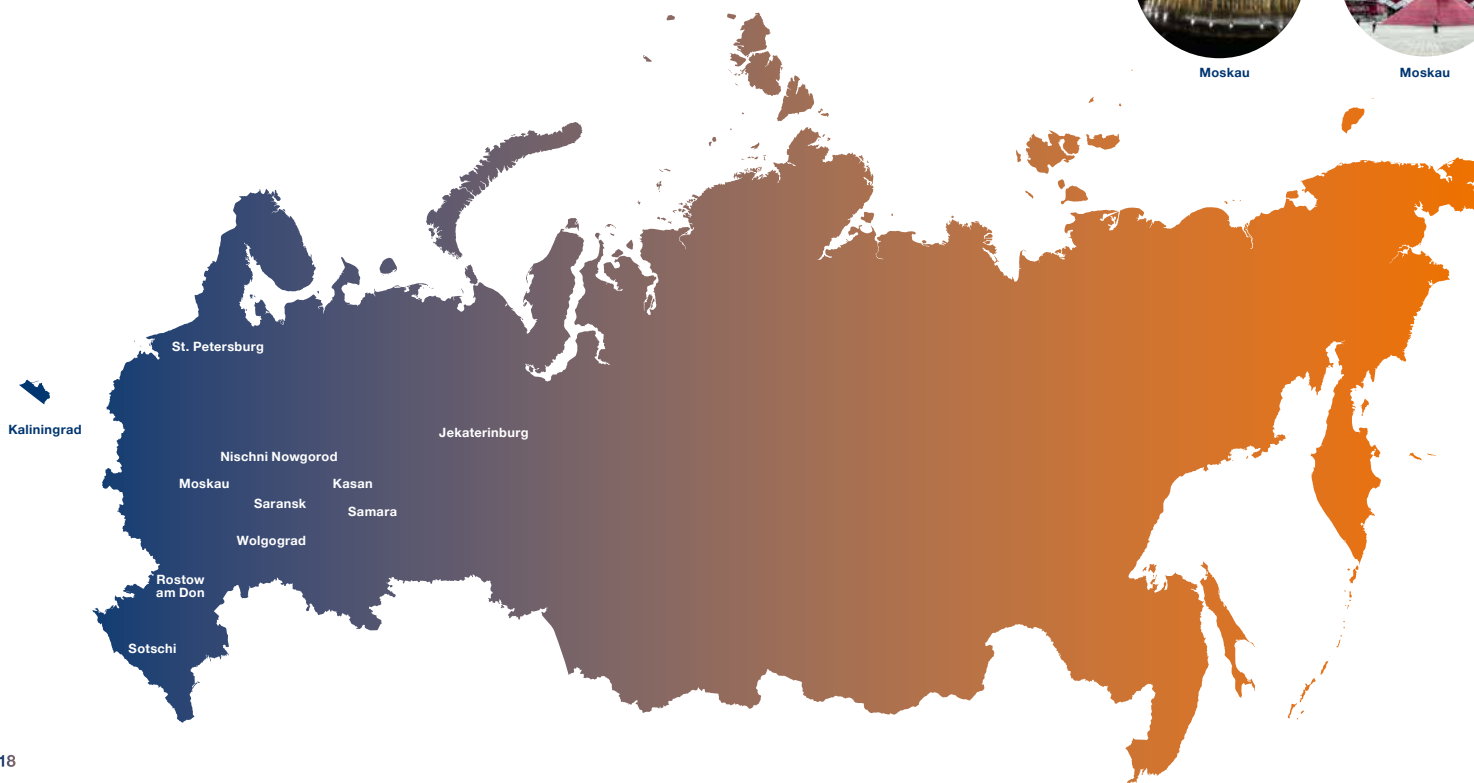 Moskau
Moskau
St. Petersburg
Kaliningrad
Jekaterinburg
Nischni Nowgorod
Moskau
Kasan
Saransk
Samara
Wolgograd
Rostow
am Don
Sotschi
18